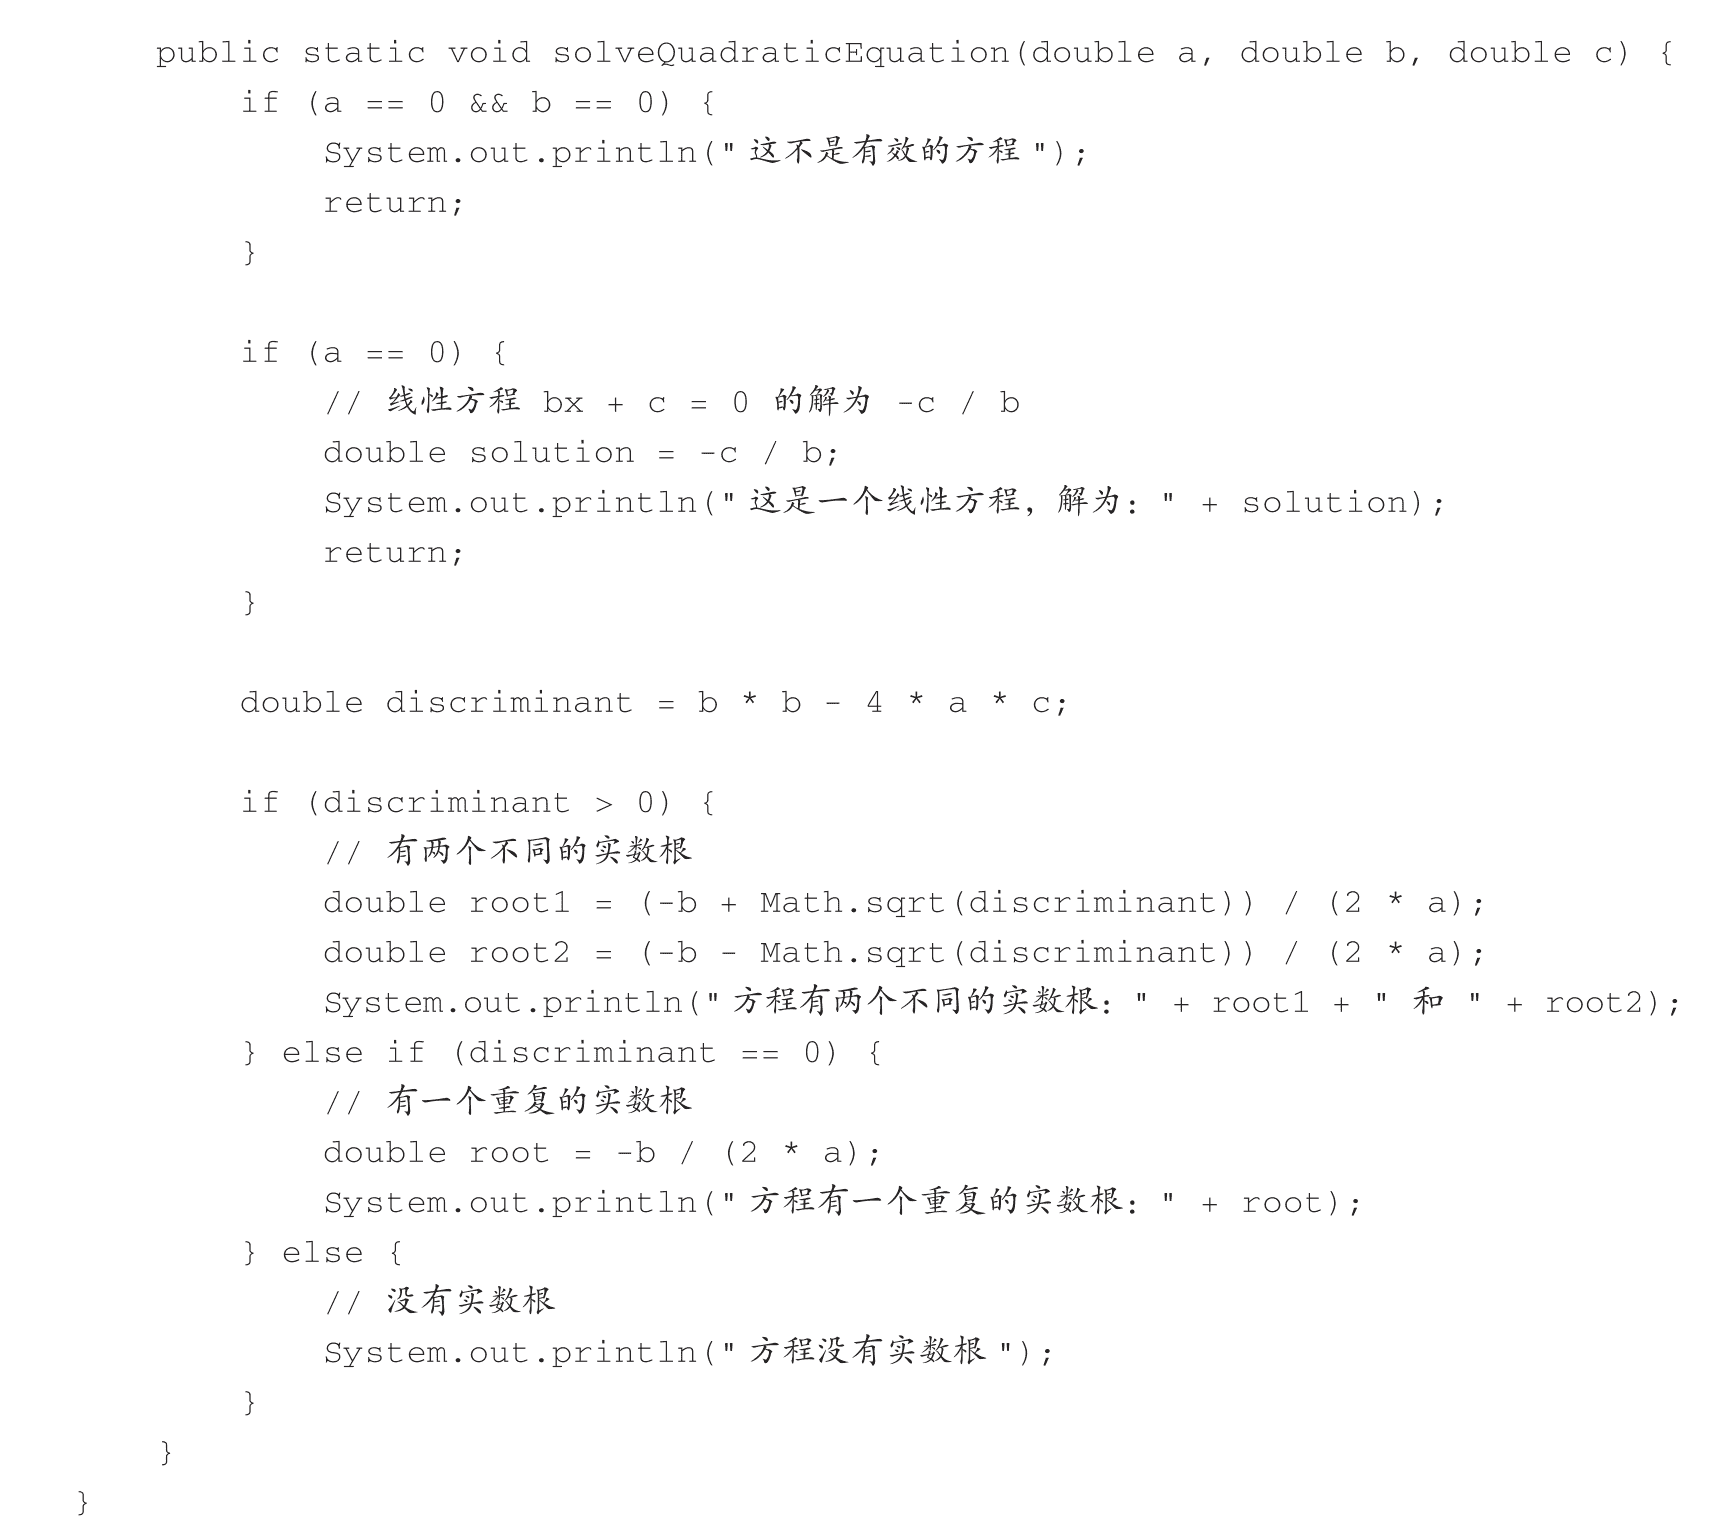 public static void solveQuadraticEquation(double a, double b, double c) {
if (a == 0 && b == 0) {
System.out.println("这不是有效的方程");
return;
}
if (a == 0) {
// 线性方程 bx + c = 0 的解为 -c / b
double solution = -c / b;
System.out.println("这是一个线性方程，解为：" + solution);
return;
}
double discriminant = b * b - 4 * a * c;
if (discriminant > 0) {
// 有两个不同的实数根
double root1 = (-b + Math.sqrt(discriminant)) / (2 * a);
double root2 = (-b - Math.sqrt(discriminant)) / (2 * a);
System.out.println("方程有两个不同的实数根：" + root1 + " 和 " + root2);
} else if (discriminant == 0) {
// 有一个重复的实数根
double root = -b / (2 * a);
System.out.println("方程有一个重复的实数根：" + root);
} else {
// 没有实数根
System.out.println("方程没有实数根");
}
}
}